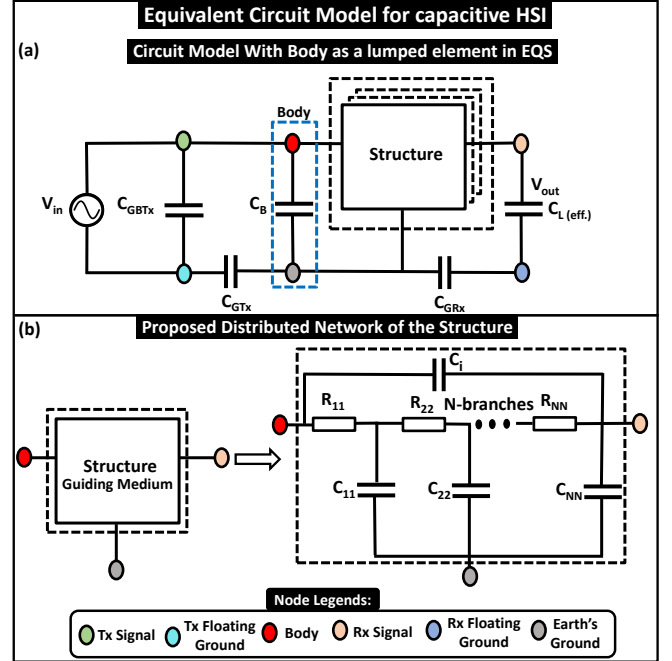 Equivalent Circuit Model for capacitive HSI
(a)
Circuit Model With Body as a lumped element in EQS
Body
Structure
V_in
C_GBTx
C_B
V_out
C_L (eff.)
C_GTx
C_GRx
(b)
Proposed Distributed Network of the Structure
C_i
R_11
R_22
N-branches
R_NN
Structure
Guiding Medium
C_11
C_22
C_NN
Node Legends:
Tx Signal
Tx Floating
Ground
Body
Rx Signal
Rx Floating
Ground
Earth's
Ground